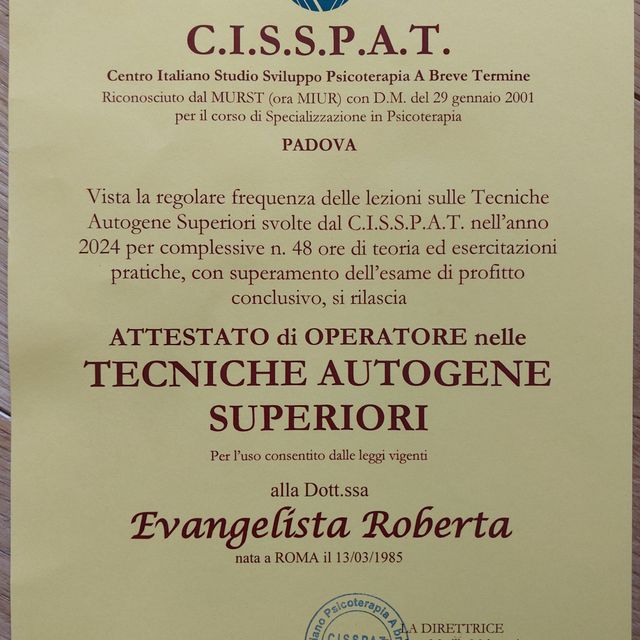 C.I.S.S.P.A.T.
Centro Italiano Studio Sviluppo Psicoterapia A Breve Termine
Riconosciuto dal MURST (ora MIUR) con D.M. del 29 gennaio 2001
per il corso di Specializzazione in Psicoterapia
PADOVA
Vista la regolare frequenza delle lezioni sulle Tecniche
Autogene Superiori svolte dal C.I.S.S.P.A.T. nell'anno
2024 per complessive n. 48 ore di teoria ed esercitazioni
pratiche, con superamento dell'esame di profitto
conclusivo, si rilascia
ATTESTATO di OPERATORE nelle
TECNICHE AUTOGENE
SUPERIORI
Per l'uso consentito dalle leggi vigenti
alla Dott.ssa
Evangelista Roberta
nata a ROMA il 13/03/1985
iano Psicoterapia A b
C.I.S.S.P.A.
LA DIRETTRICE